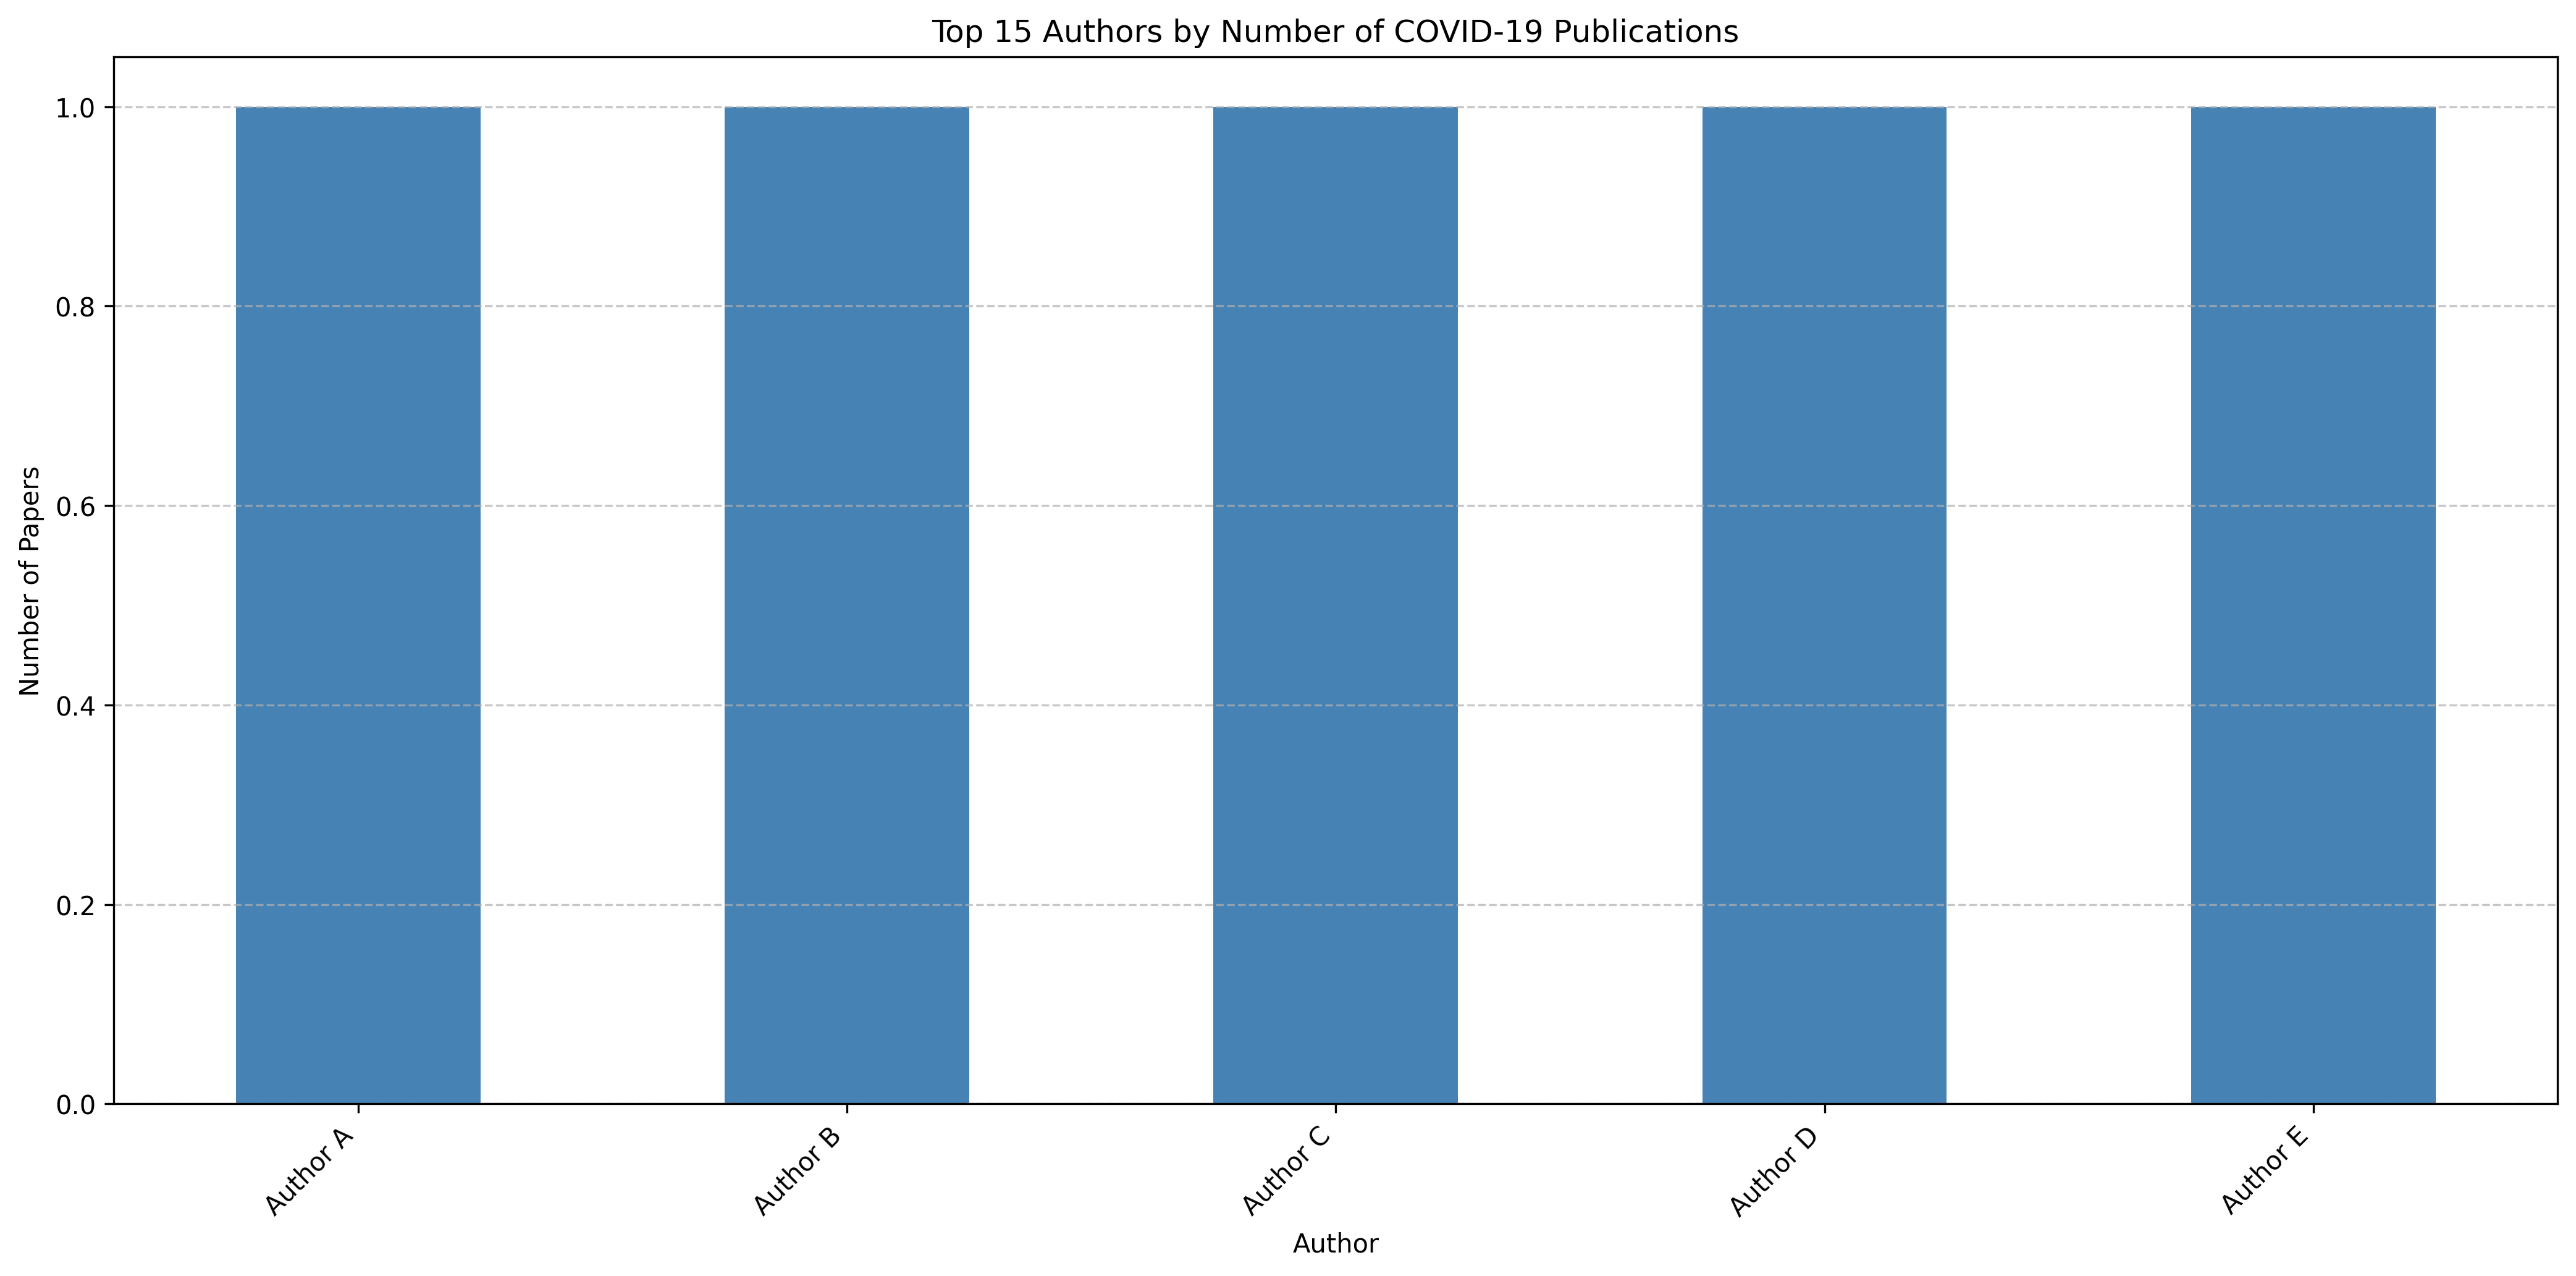 Top 15 Authors by Number of COVID-19 Publications
Number of Papers
1.0
0.8
0.6
0.4
0.2
0.0
Author A
Author B
Author C
Author D
Author E
Author